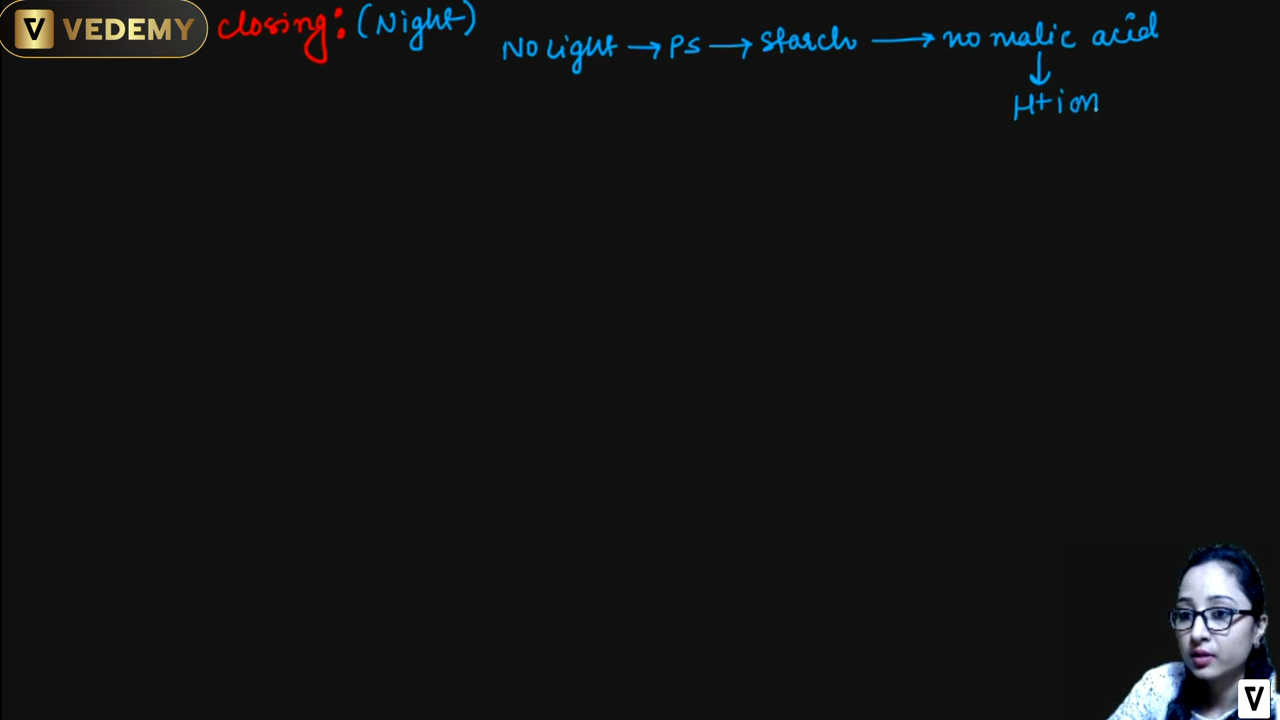 VEDEMY
closing: (Night)
No Light → PS → starch → no malic acid
↓
H+ ion